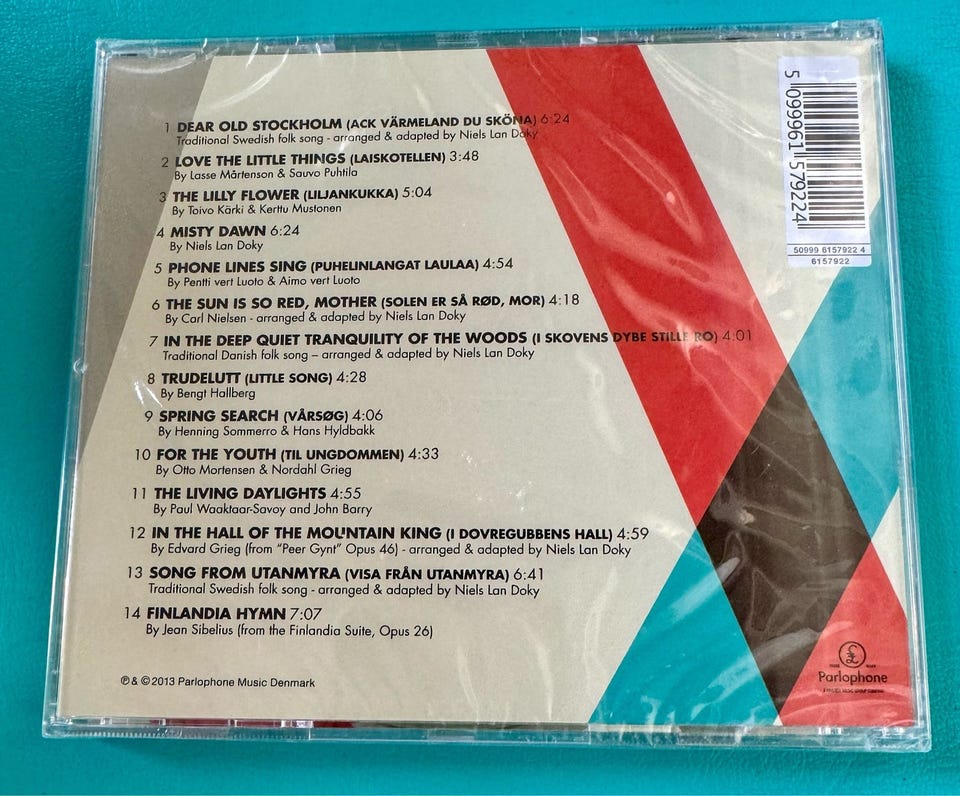 1 DEAR OLD STOCKHOLM (ACK VÄRMELAND DU SKÖNA) 6:24
Traditional Swedish folk song - arranged & adapted by Niels Lan Doky
2 LOVE THE LITTLE THINGS (LAISKOTELLEN) 3:48
By Lasse Mårtenson & Sauvo Puhtila
3 THE LILLY FLOWER (LILJANKUKKA) 5:04
By Toivo Kärki & Kerttu Mustonen
4 MISTY DAWN 6:24
By Niels Lan Doky
5 PHONE LINES SING (PUHELINLANGAT LAULAA) 4:54
By Pentti vert Luoto & Aimo vert Luoto
6 THE SUN IS SO RED, MOTHER (SOLEN ER SÅ RØD, MOR) 4:18
By Carl Nielsen - arranged & adapted by Niels Lan Doky
7 IN THE DEEP QUIET TRANQUILITY OF THE WOODS (I SKOVENS DYBE STILLE RO) 4:01
Traditional Danish folk song – arranged & adapted by Niels Lan Doky
8 TRUDELUTT (LITTLE SONG) 4:28
By Bengt Hallberg
9 SPRING SEARCH (VÅRSØG) 4:06
By Henning Sommerro & Hans Hyldbakk
10 FOR THE YOUTH (TIL UNGDOMMEN) 4:33
By Otto Mortensen & Nordahl Grieg
11 THE LIVING DAYLIGHTS 4:55
By Paul Waaktaar-Savoy and John Barry
12 IN THE HALL OF THE MOUNTAIN KING (I DOVREGUBBENS HALL) 4:59
By Edvard Grieg (from "Peer Gynt" Opus 46) - arranged & adapted by Niels Lan Doky
13 SONG FROM UTANMYRA (VISA FRÅN UTANMYRA) 6:41
Traditional Swedish folk song - arranged & adapted by Niels Lan Doky
14 FINLANDIA HYMN 7:07
By Jean Sibelius (from the Finlandia Suite, Opus 26)
℗ & © 2013 Parlophone Music Denmark
5 099961 579224
50999 6157922 4
6157922
TRADE MARK
£
Parlophone